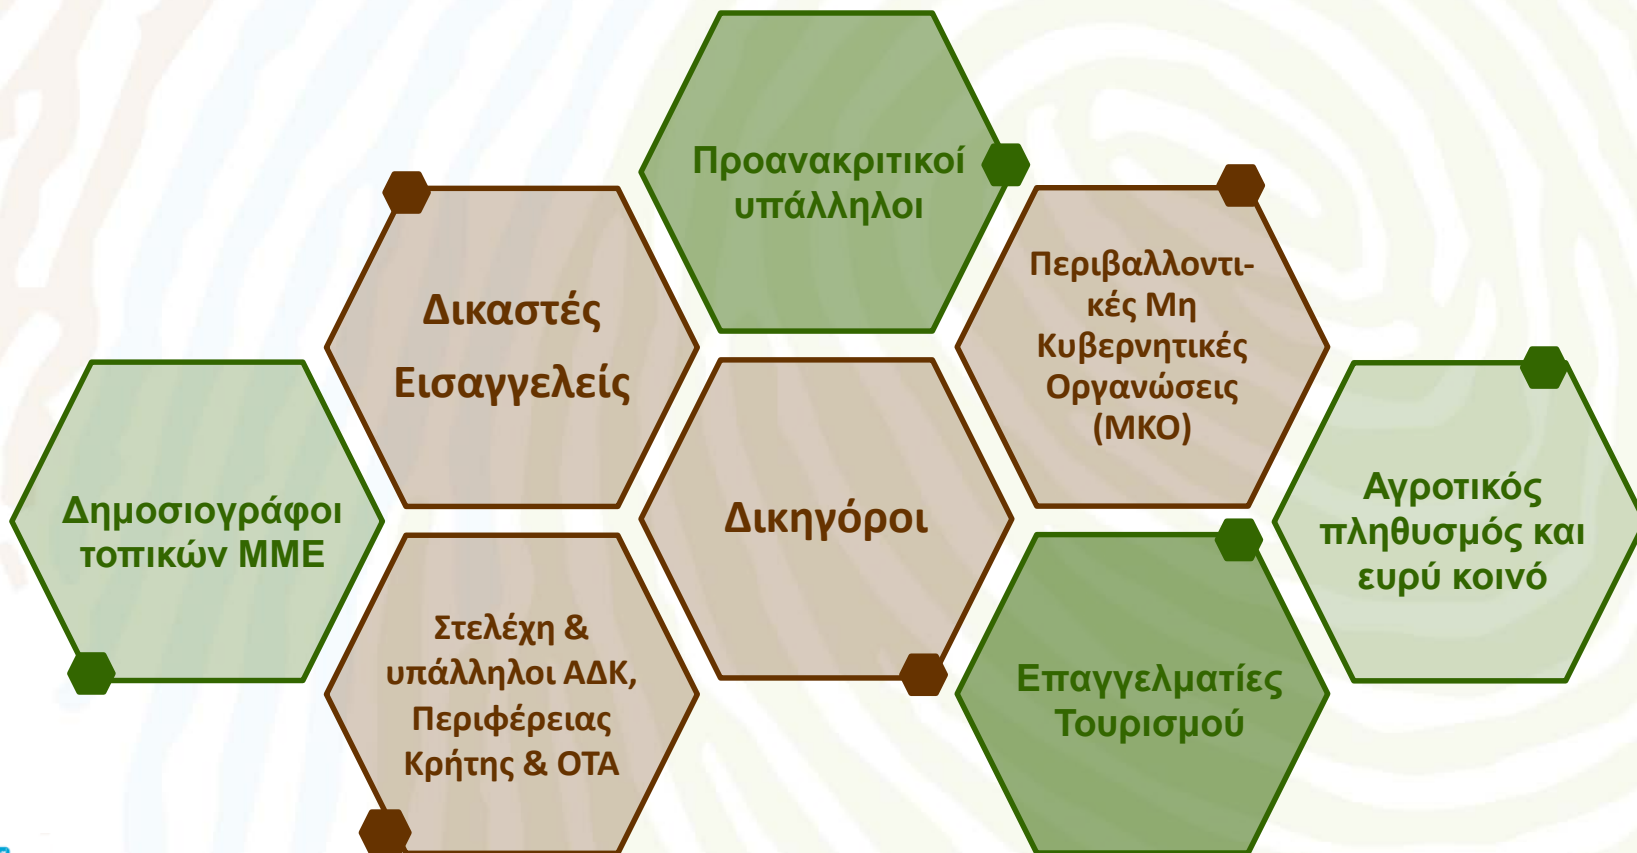 Προανακριτικοί
υπάλληλοι
Δικαστές
Εισαγγελείς
Περιβαλλοντι-
κές Μη
Κυβερνητικές
Οργανώσεις
(ΜΚΟ)
Δημοσιογράφοι
τοπικών ΜΜΕ
Δικηγόροι
Αγροτικός
πληθυσμός και
ευρύ κοινό
Στελέχη &
υπάλληλοι ΑΔΚ,
Περιφέρειας
Κρήτης & ΟΤΑ
Επαγγελματίες
Τουρισμού